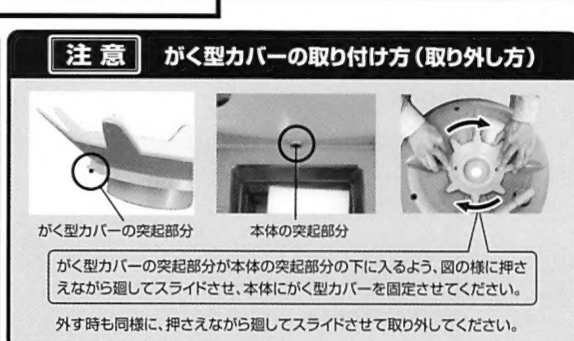 注意 がく型カバーの取り付け方（取り外し方）
がく型カバーの突起部分 本体の突起部分
がく型カバーの突起部分が本体の突起部分の下に入るよう、図の様に押さ
えながら廻してスライドさせ、本体にがく型カバーを固定させてください。
外す時も同様に、押さえながら廻してスライドさせて取り外してください。